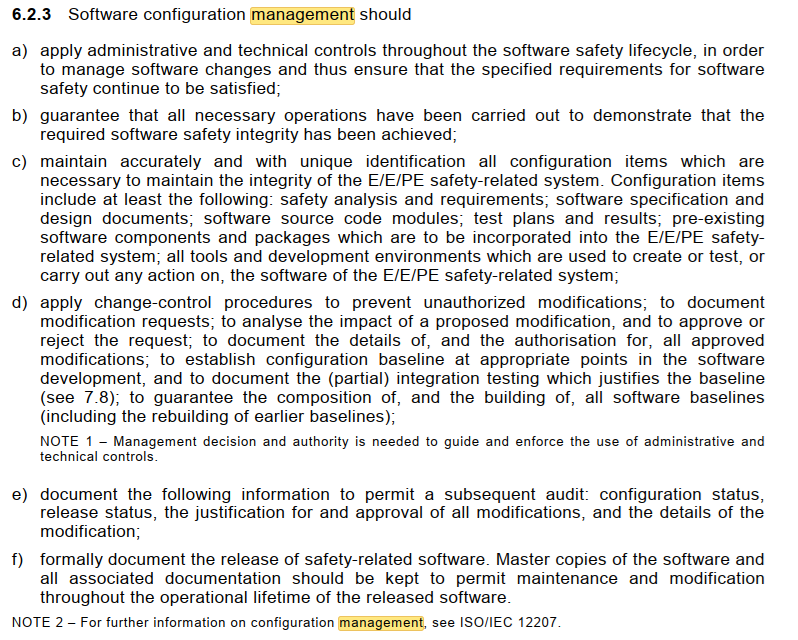 6.2.3 Software configuration management should
a) apply administrative and technical controls throughout the software safety lifecycle, in order
to manage software changes and thus ensure that the specified requirements for software
safety continue to be satisfied;
b) guarantee that all necessary operations have been carried out to demonstrate that the
required software safety integrity has been achieved;
c) maintain accurately and with unique identification all configuration items which are
necessary to maintain the integrity of the E/E/PE safety-related system. Configuration items
include at least the following: safety analysis and requirements; software specification and
design documents; software source code modules; test plans and results; pre-existing
software components and packages which are to be incorporated into the E/E/PE safety-
related system; all tools and development environments which are used to create or test, or
carry out any action on, the software of the E/E/PE safety-related system;
d) apply change-control procedures to prevent unauthorized modifications; to document
modification requests; to analyse the impact of a proposed modification, and to approve or
reject the request; to document the details of, and the authorisation for, all approved
modifications; to establish configuration baseline at appropriate points in the software
development, and to document the (partial) integration testing which justifies the baseline
(see 7.8); to guarantee the composition of, and the building of, all software baselines
(including the rebuilding of earlier baselines);
NOTE 1 – Management decision and authority is needed to guide and enforce the use of administrative and
technical controls.
e) document the following information to permit a subsequent audit: configuration status,
release status, the justification for and approval of all modifications, and the details of the
modification;
f) formally document the release of safety-related software. Master copies of the software and
all associated documentation should be kept to permit maintenance and modification
throughout the operational lifetime of the released software.
NOTE 2 – For further information on configuration management, see ISO/IEC 12207.